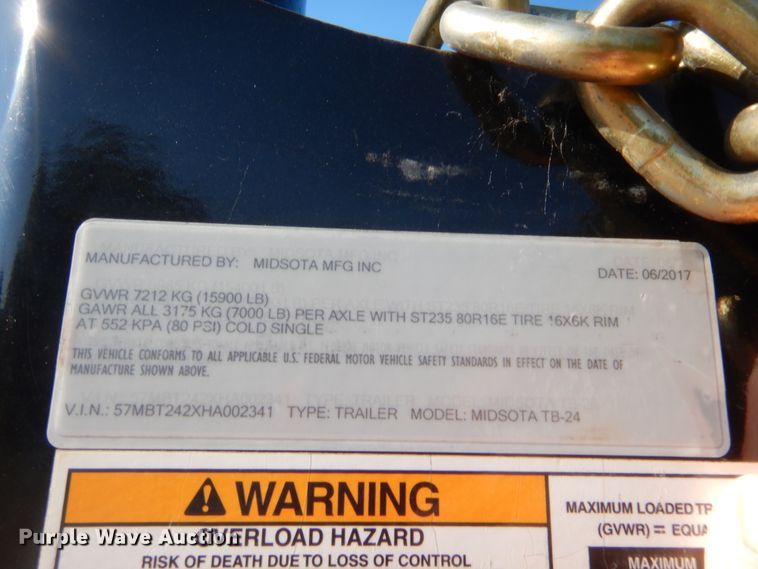 MANUFACTURED BY: MIDSOTA MFG INC
DATE: 06/2017
GVWR 7212 KG (15900 LB)
GAWR ALL 3175 KG (7000 LB) PER AXLE WITH ST235 80R16E TIRE 16X6K RIM
AT 552 KPA (80 PSI) COLD SINGLE
THIS VEHICLE CONFORMS TO ALL APPLICABLE U.S. FEDERAL MOTOR VEHICLE SAFETY STANDARDS IN EFFECT ON THE DATE OF
MANUFACTURE SHOWN ABOVE.
V.I.N.: 57MBT242XHA002341 TYPE: TRAILER MODEL: MIDSOTA TB-24
WARNING
OVERLOAD HAZARD
RISK OF DEATH DUE TO LOSS OF CONTROL
MAXIMUM LOADED TR
(GVWR) = EQUA
MAXIMUM
Purple Wave Auction